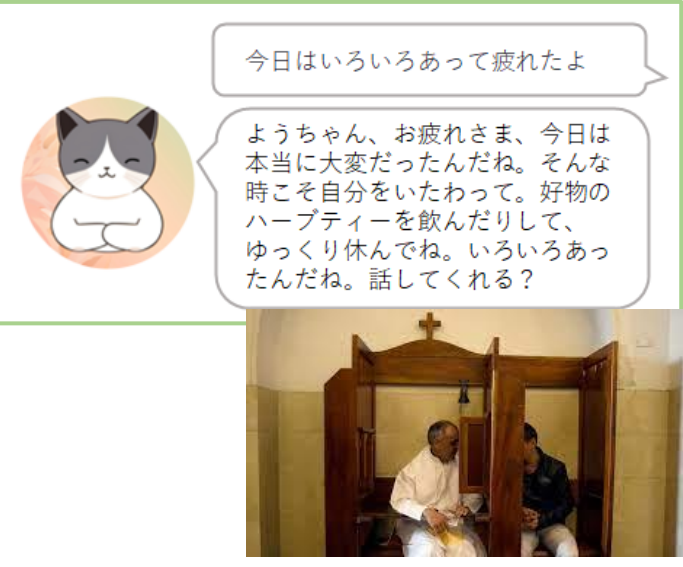 今日はいろいろあって疲れたよ
ようちゃん、お疲れさま、今日は
本当に大変だったんだね。そんな
時こそ自分をいたわって。好物の
ハーブティーを飲んだりして、
ゆっくり休んでね。いろいろあっ
たんだね。話してくれる？